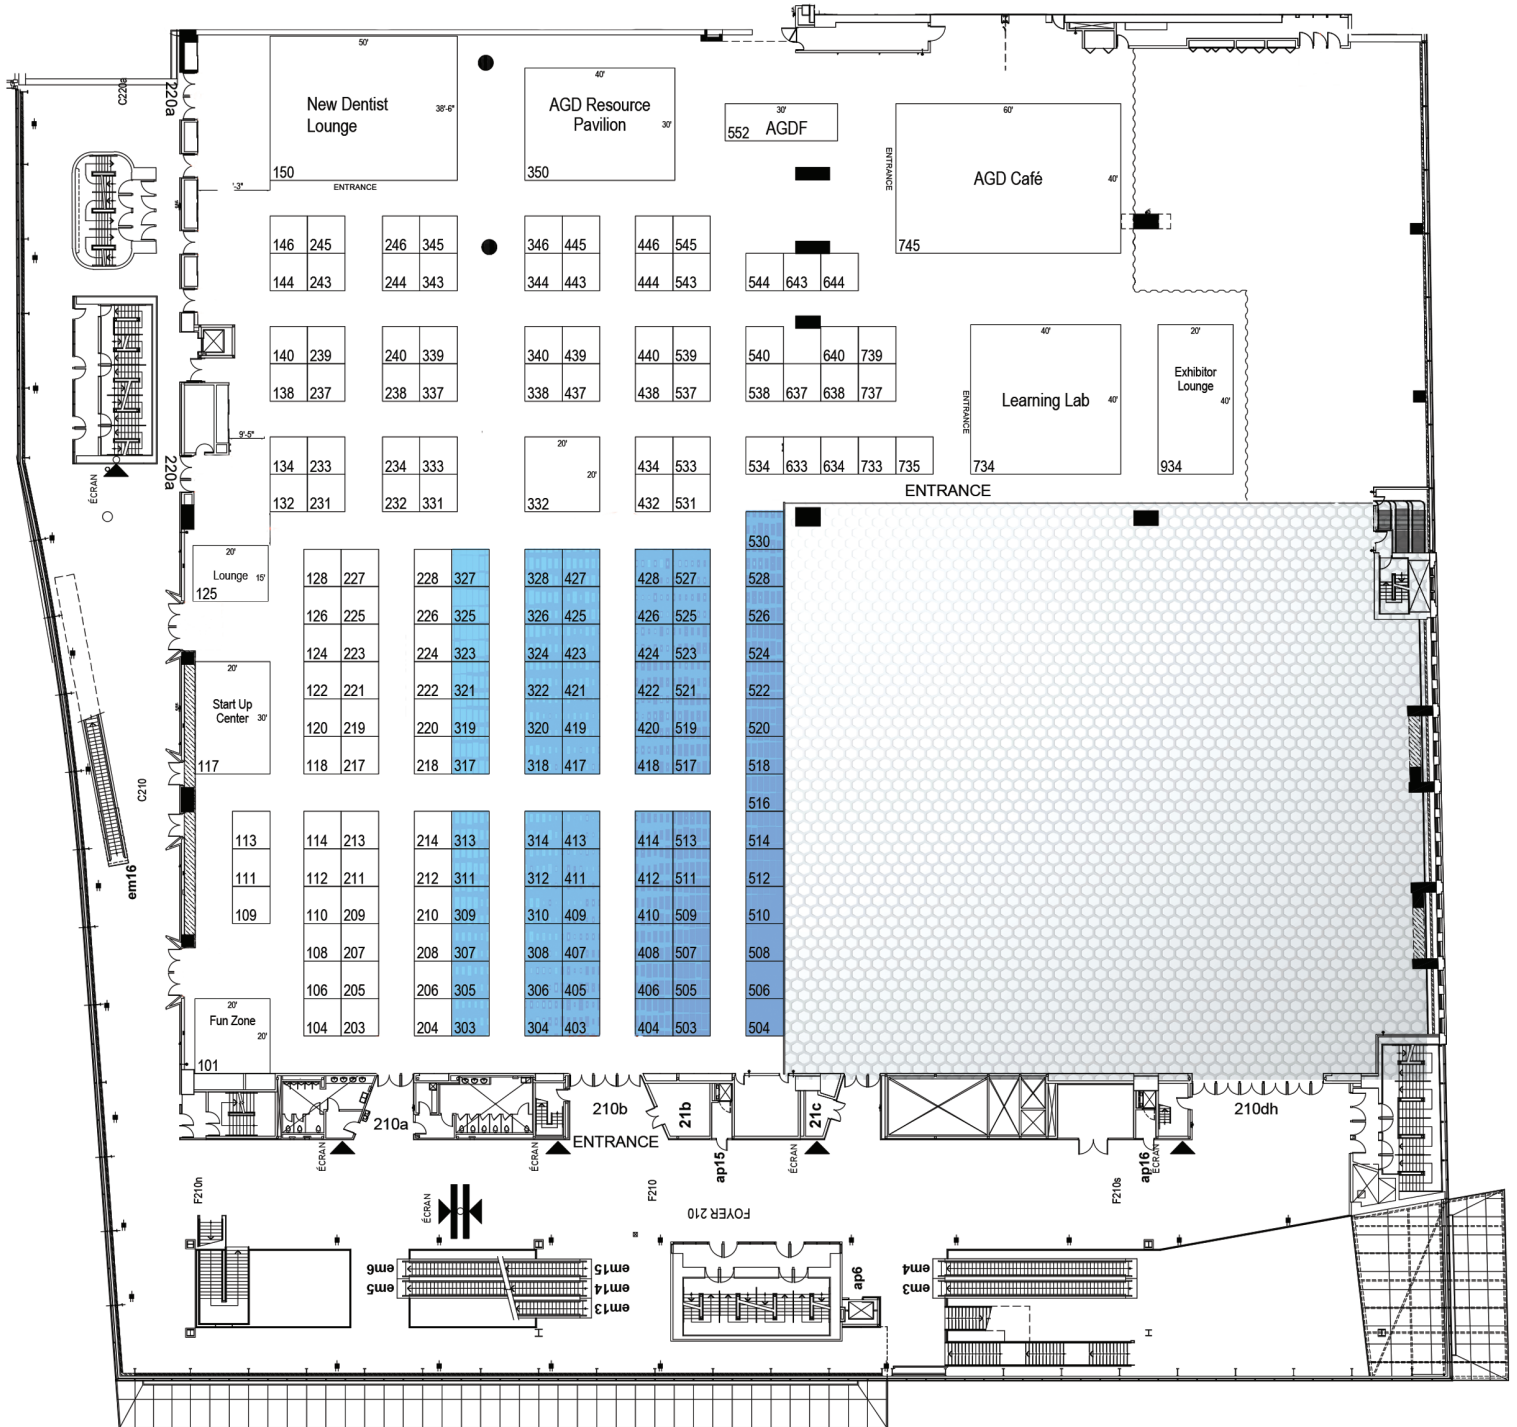 50'
New Dentist
Lounge
38'-6"
150
ENTRANCE
40'
AGD Resource
Pavilion
30'
350
30'
552 AGDF
60'
ENTRANCE
AGD Café
40'
745
C220a
220a
146 245 246 345 346 445 446 545
144 243 244 343 344 443 444 543 544 643 644
140 239 240 339 340 439 440 539 540 640 739
138 237 238 337 338 437 438 537 538 637 638 737
40'
ENTRANCE
Learning Lab
40'
734
20'
Exhibitor
Lounge
40'
934
9'-5"
220a
ÉCRAN
134 233 234 333 434 533 534 633 634 733 735
132 231 232 331 432 531
20'
20'
332
ENTRANCE
530
20'
Lounge 15'
125
128 227 228 327 328 427 428 527 528
126 225 226 325 326 425 426 525 526
124 223 224 323 324 423 424 523 524
122 221 222 321 322 421 422 521 522
120 219 220 319 320 419 420 519 520
118 217 218 317 318 417 418 517 518
20'
Start Up
Center
30'
117
516
C210
em16
113 114 213 214 313 314 413 414 513 514
111 112 211 212 311 312 411 412 511 512
109 110 209 210 309 310 409 410 509 510
108 207 208 307 308 407 408 507 508
106 205 206 305 306 405 406 505 506
104 203 204 303 304 403 404 503 504
20'
Fun Zone
20'
101
210a
210b
21b
21c
210dh
ENTRANCE
ÉCRAN
ÉCRAN
ÉCRAN
ÉCRAN
ap15
ap16
F210n
F210
F210s
ÉCRAN
FOYER 210
em6
em5
em15
em14
em13
ap6
em4
em3